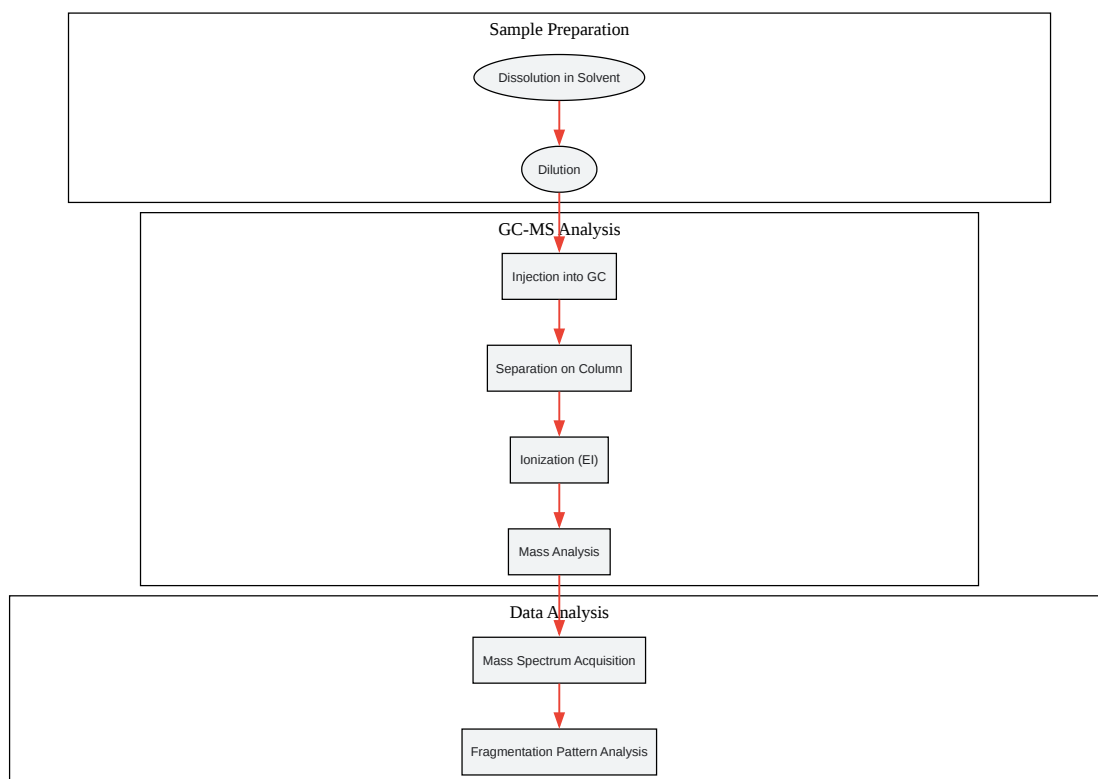 Sample Preparation
Dissolution in Solvent
Dilution
GC-MS Analysis
Injection into GC
Separation on Column
Ionization (EI)
Mass Analysis
Data Analysis
Mass Spectrum Acquisition
Fragmentation Pattern Analysis